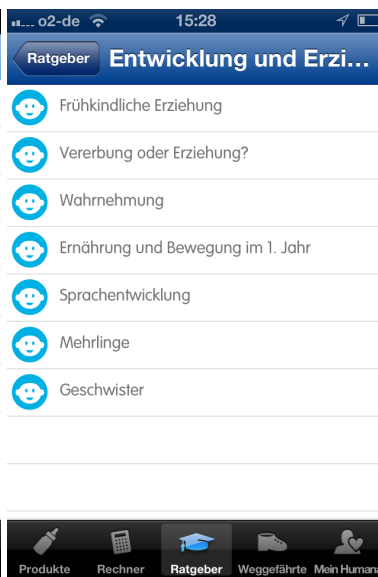 o2-de 15:28
Ratgeber Entwicklung und Erzi...
Frühkindliche Erziehung
Vererbung oder Erziehung?
Wahrnehmung
Ernährung und Bewegung im 1. Jahr
Sprachentwicklung
Mehrlinge
Geschwister
Produkte Rechner Ratgeber Weggefährte Mein Humana